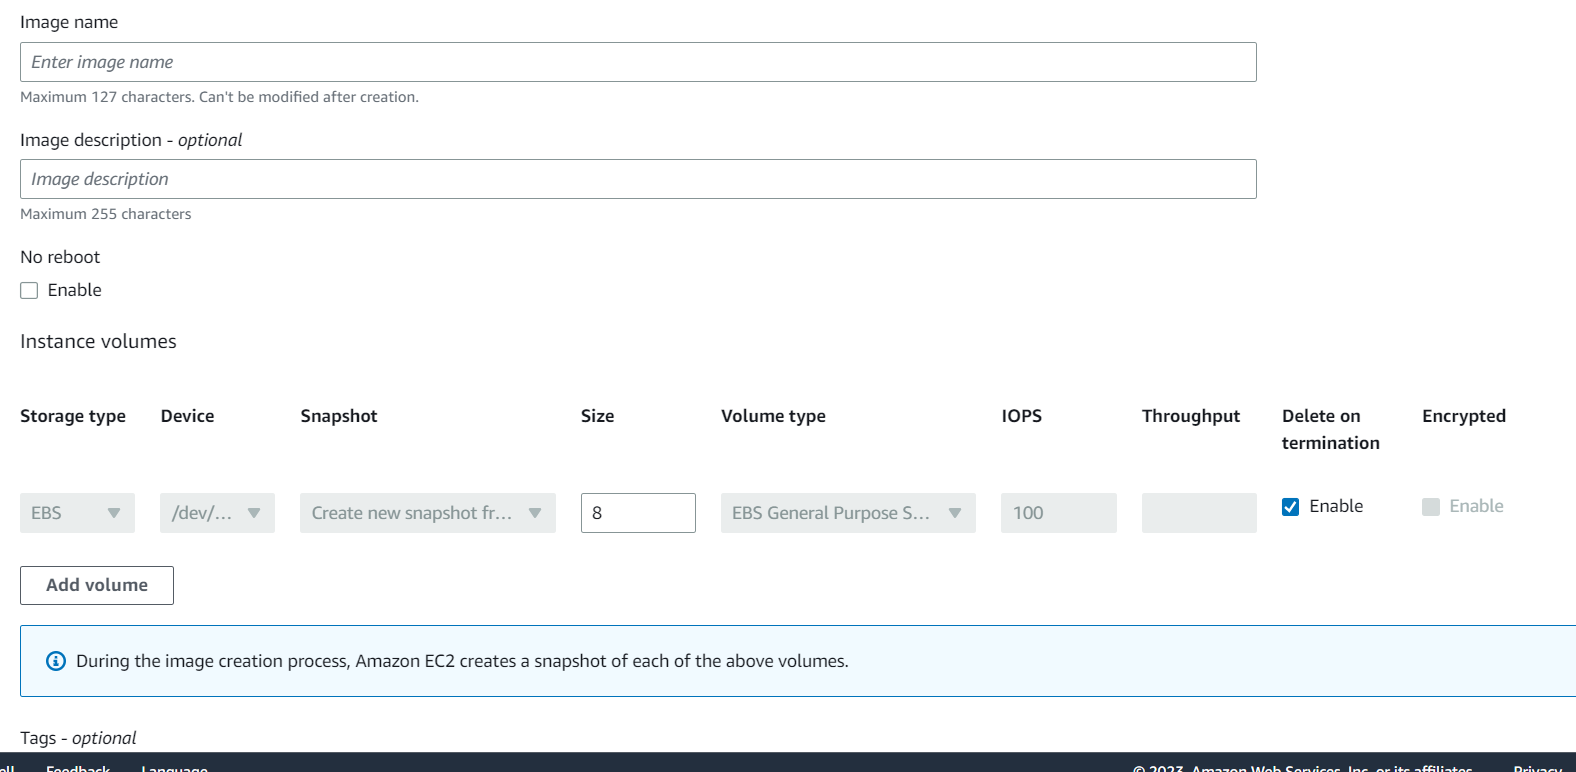 Image name
Enter image name
Maximum 127 characters. Can't be modified after creation.
Image description - optional
Image description
Maximum 255 characters
No reboot
Enable
Instance volumes
Storage type Device Snapshot Size Volume type IOPS Throughput Delete on termination Encrypted
EBS /dev/... Create new snapshot fr... 8 EBS General Purpose S... 100 Enable Enable
Add volume
During the image creation process, Amazon EC2 creates a snapshot of each of the above volumes.
Tags - optional
Feedback Language © 2023, Amazon Web Services, Inc. or its affiliates. Privacy